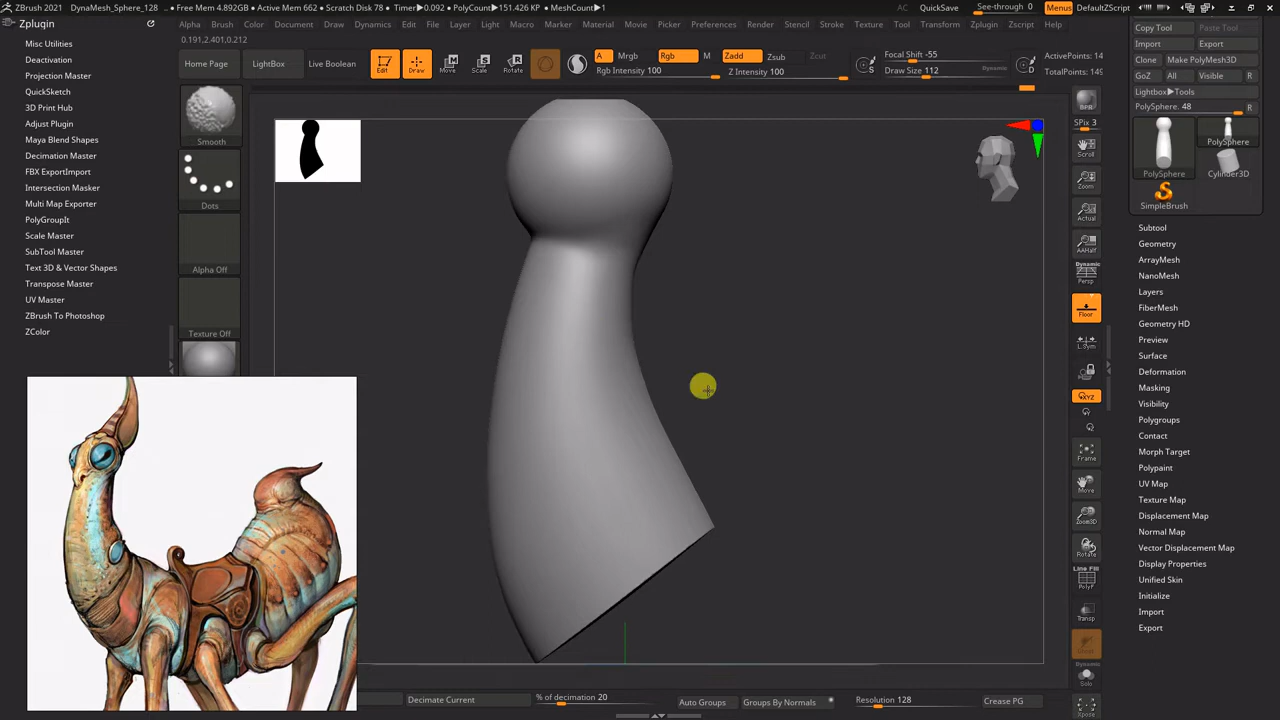 ZBrush 2021 DynaMesh_Sphere_128 • Free Mem 4.892GB • Active Mem 662 • Scratch Disk 78 • Timer▶0.092 • PolyCount▶151.426 KP • MeshCount▶1
AC QuickSave See-through 0 Menus DefaultZScript
Zplugin
Alpha Brush Color Document Draw Dynamics Edit File Layer Light Macro Marker Material Movie Picker Preferences Render Stencil Stroke Texture Tool Transform Zplugin Zscript Help
0.191,2.401,0.212
Misc Utilities
Deactivation
Projection Master
QuickSketch
3D Print Hub
Adjust Plugin
Maya Blend Shapes
Decimation Master
FBX ExportImport
Intersection Masker
Multi Map Exporter
PolyGroupIt
Scale Master
SubTool Master
Text 3D & Vector Shapes
Transpose Master
UV Master
ZBrush To Photoshop
ZColor
Home Page LightBox Live Boolean
Edit Draw Move Scale Rotate
A Mrgb Rgb M Zadd Zsub Zcut
Rgb Intensity 100 Z Intensity 100
Focal Shift -55
Draw Size 112 Dynamic
S D
ActivePoints: 14
TotalPoints: 149
Smooth
Dots
Alpha Off
Texture Off
BPR
SPix 3
Scroll
Zoom
Actual
AAHalf
Dynamic
Persp
Floor
L.Sym
XYZ
Frame
Move
Zoom3D
Rotate
Line Fill
PolyF
Transp
Dynamic
Solo
Xpose
Copy Tool Paste Tool
Import Export
Clone Make PolyMesh3D
GoZ All Visible R
Lightbox▶Tools
PolySphere. 48 R
PolySphere PolySphere
Cylinder3D
SimpleBrush
Subtool
Geometry
ArrayMesh
NanoMesh
Layers
FiberMesh
Geometry HD
Preview
Surface
Deformation
Masking
Visibility
Polygroups
Contact
Morph Target
Polypaint
UV Map
Texture Map
Displacement Map
Normal Map
Vector Displacement Map
Display Properties
Unified Skin
Initialize
Import
Export
Decimate Current % of decimation 20 Auto Groups Groups By Normals Resolution 128 Crease PG